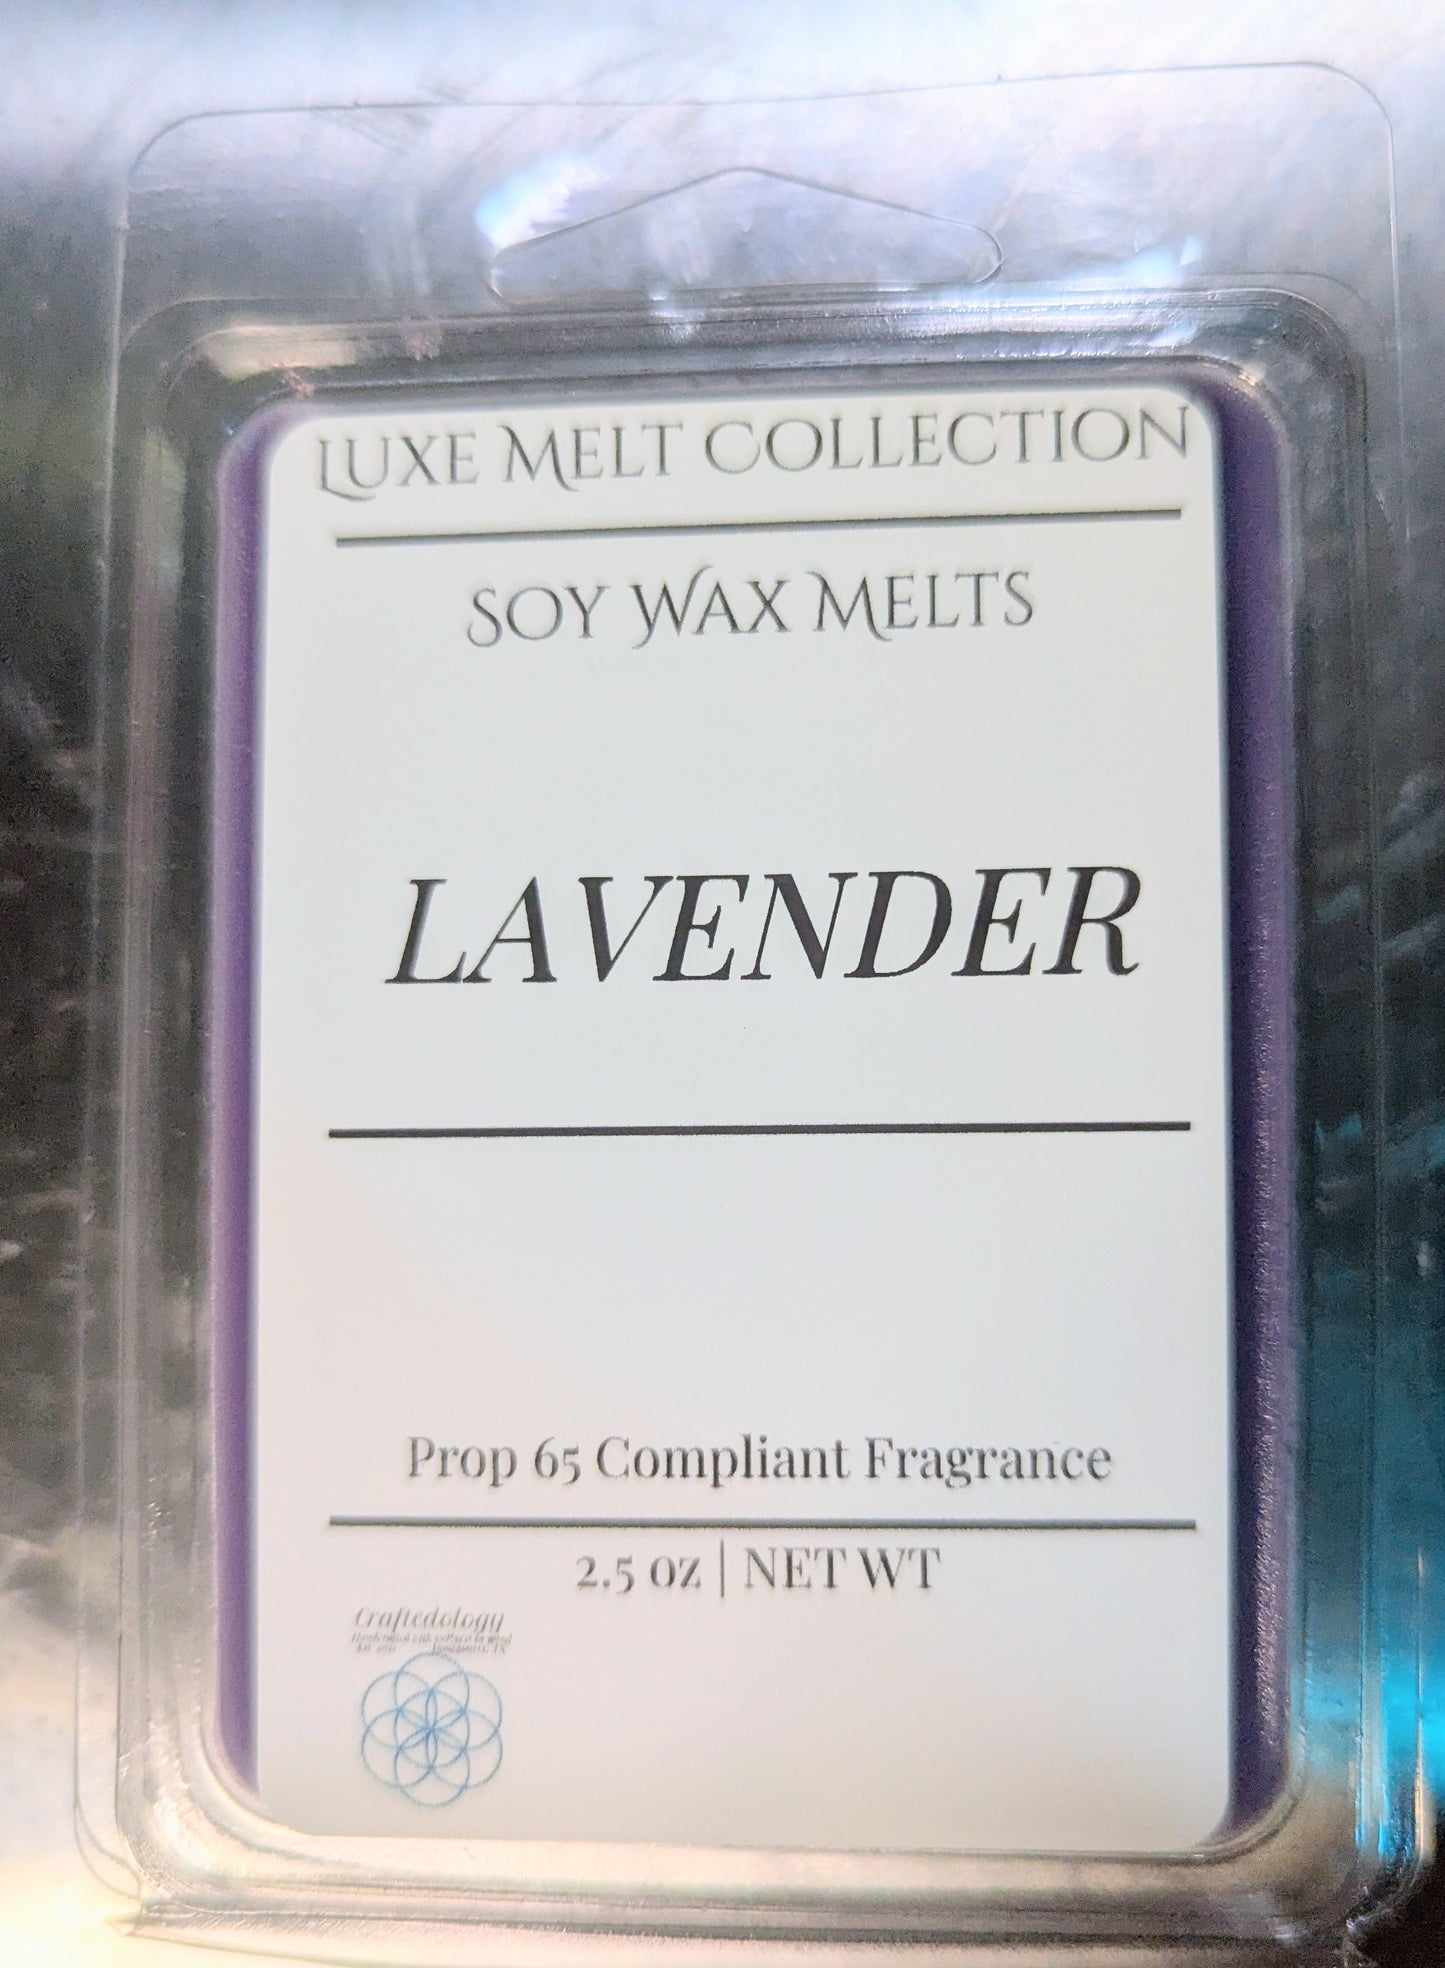 LUXE MELT COLLECTION
SOY WAX MELTS
LAVENDER
Prop 65 Compliant Fragrance
2.5 oz | NET WT
Craftedology